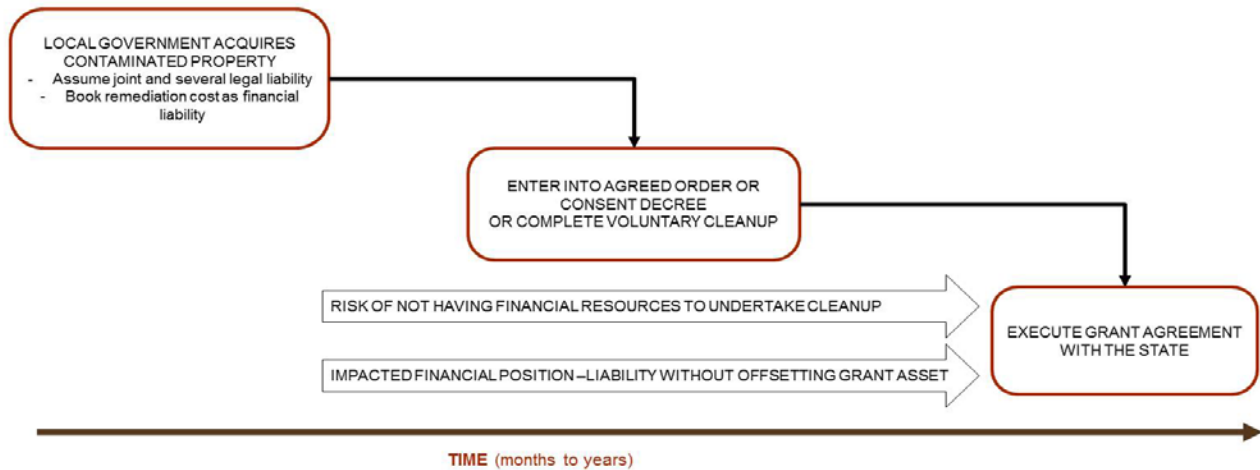 LOCAL GOVERNMENT ACQUIRES
CONTAMINATED PROPERTY
- Assume joint and several legal liability
- Book remediation cost as financial
liability
ENTER INTO AGREED ORDER OR
CONSENT DECREE
OR COMPLETE VOLUNTARY CLEANUP
RISK OF NOT HAVING FINANCIAL RESOURCES TO UNDERTAKE CLEANUP
EXECUTE GRANT AGREEMENT
WITH THE STATE
IMPACTED FINANCIAL POSITION –LIABILITY WITHOUT OFFSETTING GRANT ASSET
TIME (months to years)